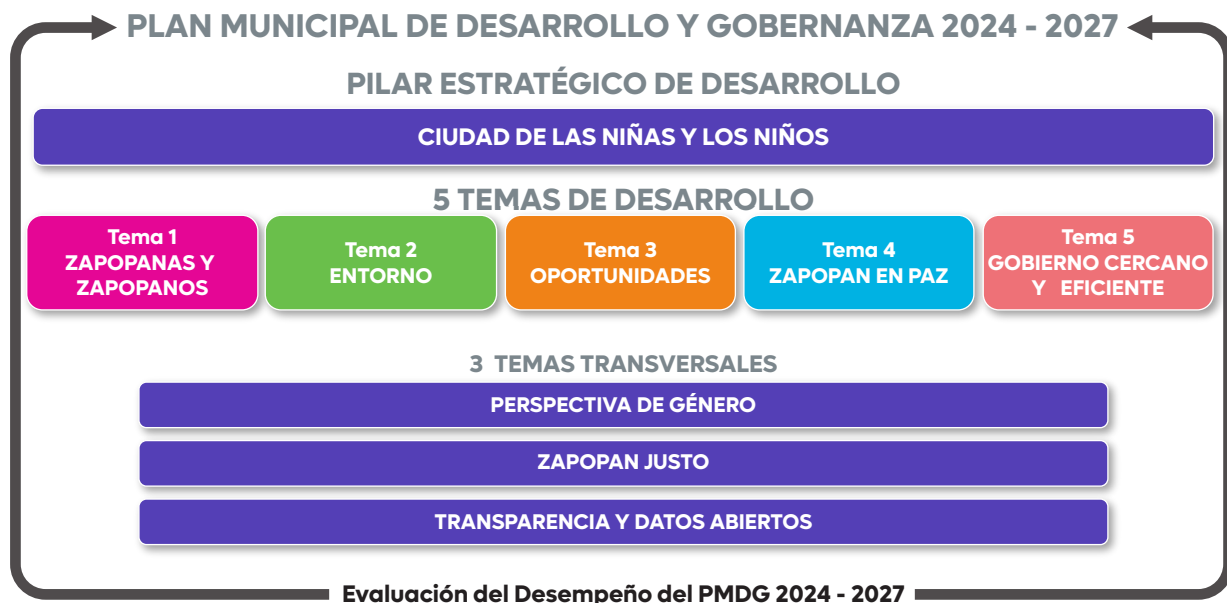 PLAN MUNICIPAL DE DESARROLLO Y GOBERNANZA 2024 - 2027
PILAR ESTRATÉGICO DE DESARROLLO
CIUDAD DE LAS NIÑAS Y LOS NIÑOS
5 TEMAS DE DESARROLLO
Tema 1
ZAPOPANAS Y
ZAPOPANOS
Tema 2
ENTORNO
Tema 3
OPORTUNIDADES
Tema 4
ZAPOPAN EN PAZ
Tema 5
GOBIERNO CERCANO
Y EFICIENTE
3 TEMAS TRANSVERSALES
PERSPECTIVA DE GÉNERO
ZAPOPAN JUSTO
TRANSPARENCIA Y DATOS ABIERTOS
Evaluación del Desempeño del PMDG 2024 - 2027